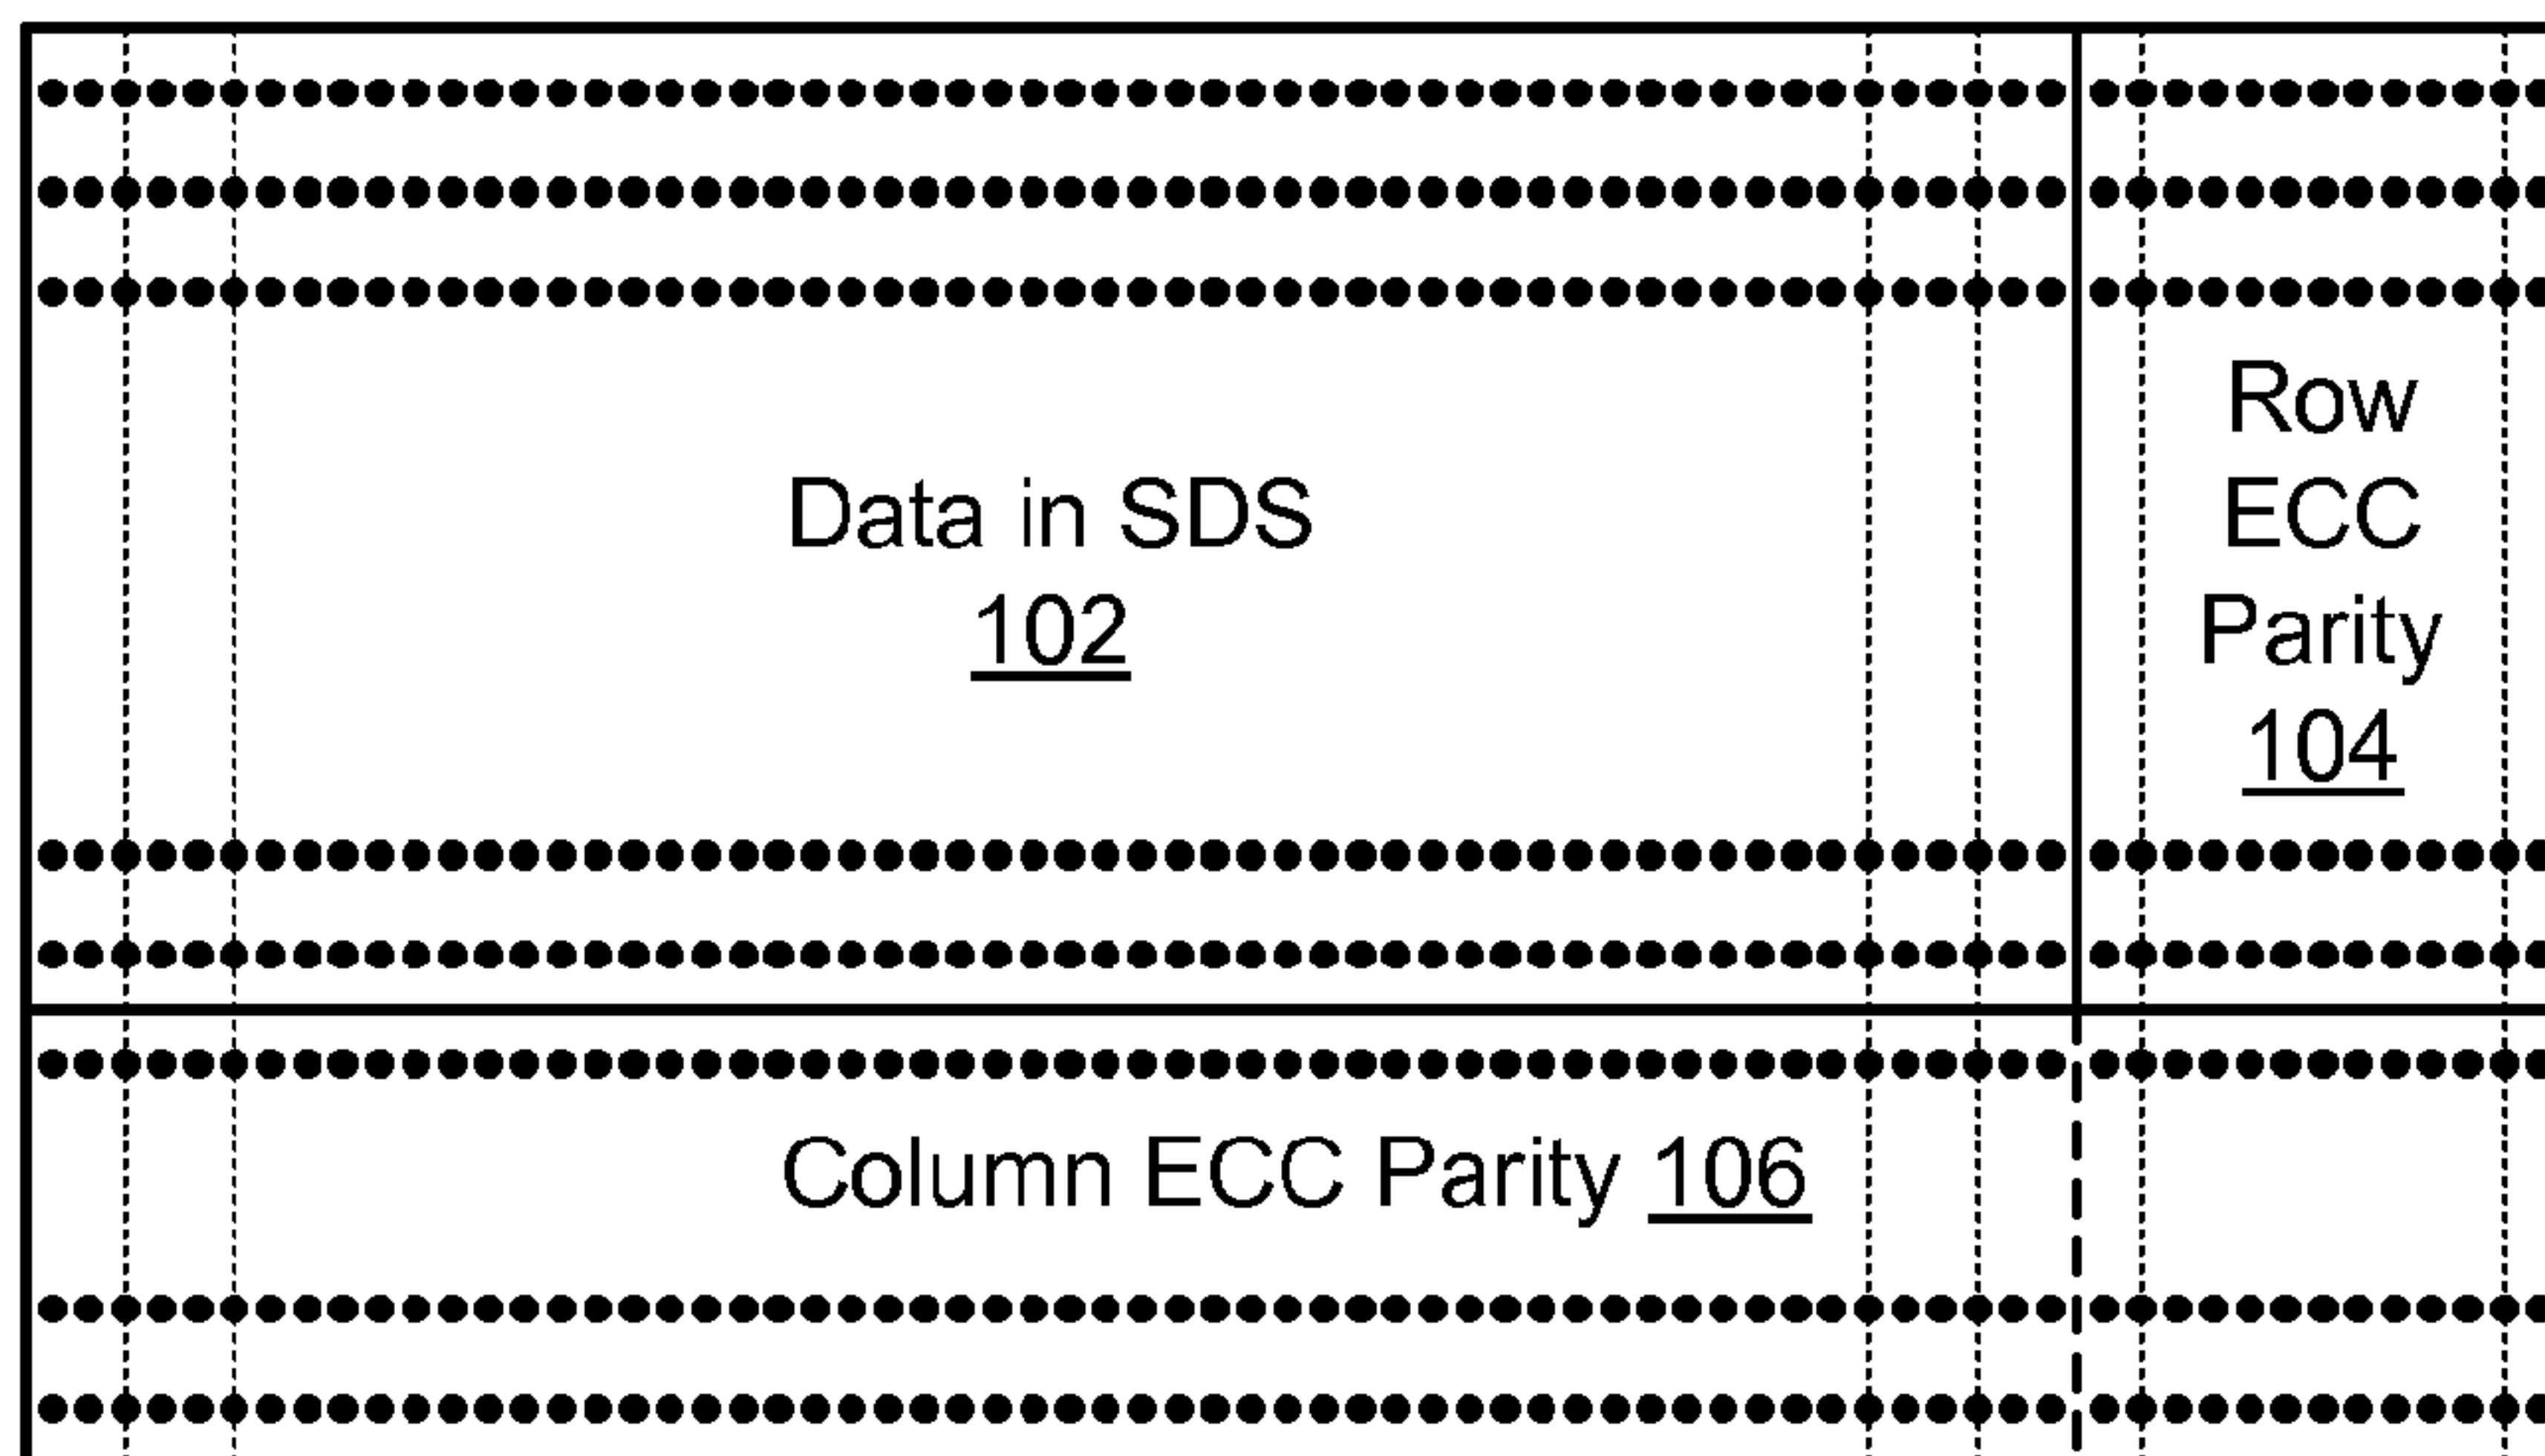 Data in SDS
102
Row
ECC
Parity
104
Column ECC Parity 106